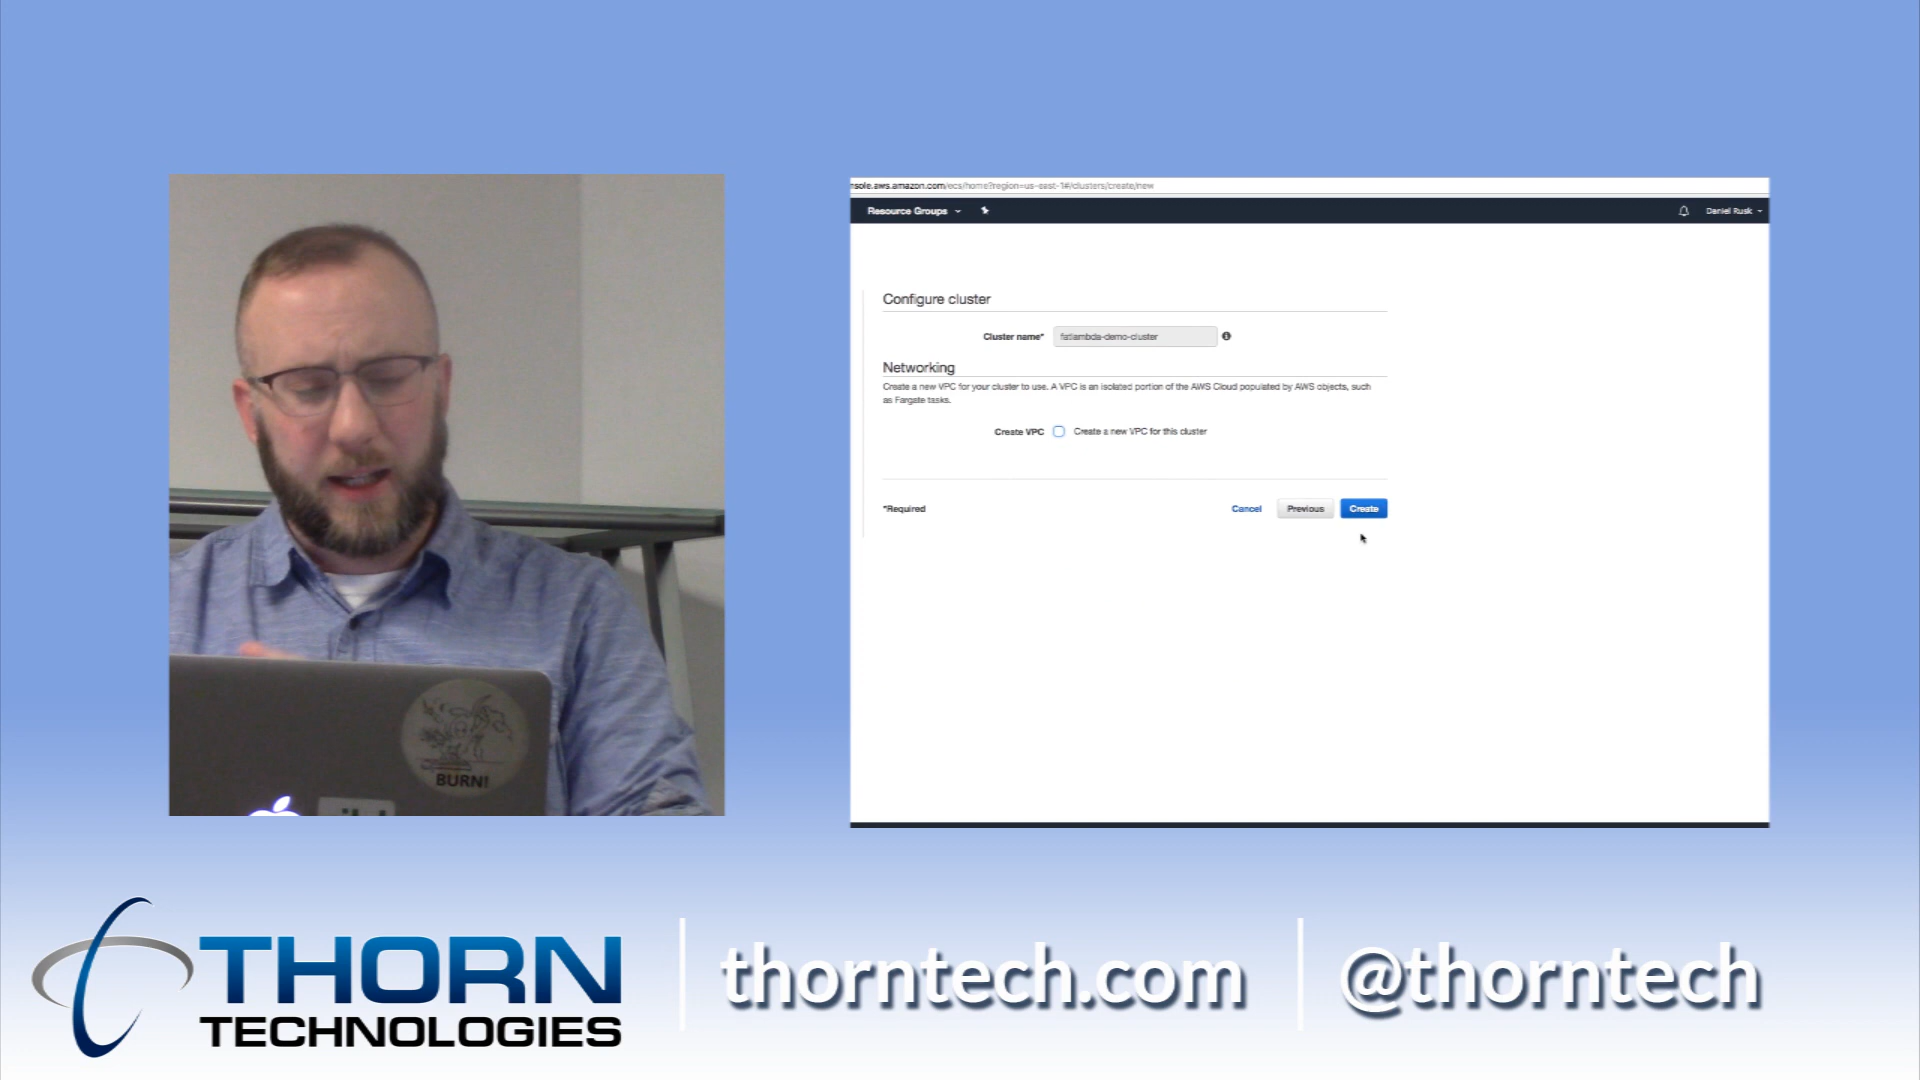 nsole.aws.amazon.com/ecs/home?region=us-east-1#/clusters/create/new
Resource Groups
Daniel Rusk
Configure cluster
Cluster name*
fatlambda-demo-cluster
Networking
Create a new VPC for your cluster to use. A VPC is an isolated portion of the AWS Cloud populated by AWS objects, such
as Fargate tasks.
Create VPC
Create a new VPC for this cluster
*Required
Cancel
Previous
Create
BURN!
THORN
TECHNOLOGIES
thorntech.com
@thorntech